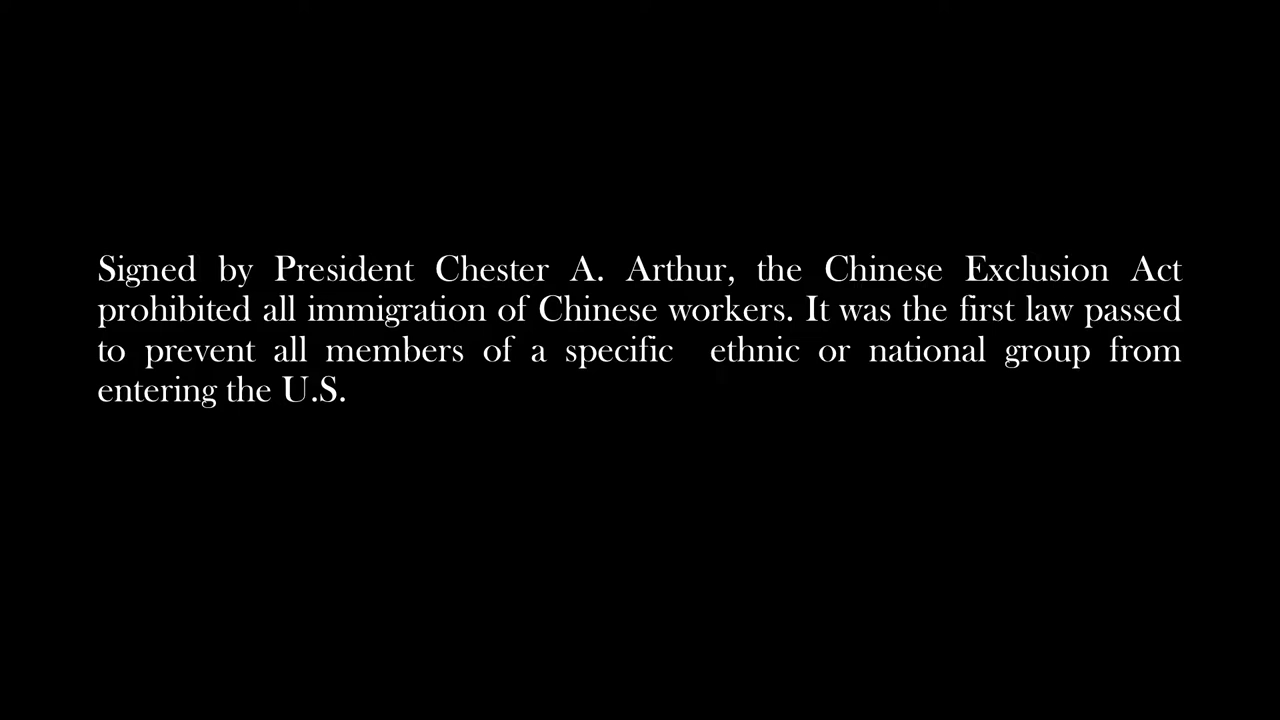 Signed by President Chester A. Arthur, the Chinese Exclusion Act
prohibited all immigration of Chinese workers. It was the first law passed
to prevent all members of a specific  ethnic or national group from
entering the U.S.